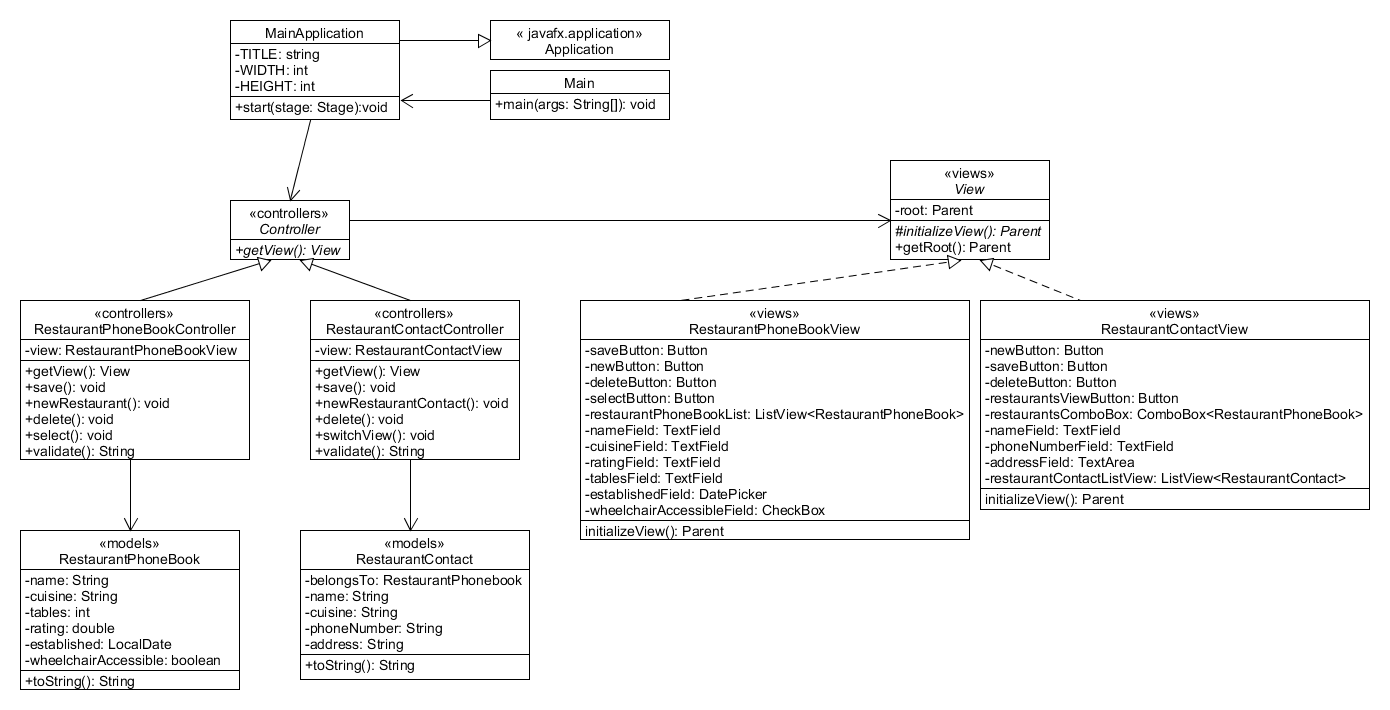 MainApplication
-TITLE: string
-WIDTH: int
-HEIGHT: int
+start(stage: Stage):void
« javafx.application»
Application
Main
+main(args: String[]): void
«controllers»
Controller
+getView(): View
«views»
View
-root: Parent
#initializeView(): Parent
+getRoot(): Parent
«controllers»
RestaurantPhoneBookController
-view: RestaurantPhoneBookView
+getView(): View
+save(): void
+newRestaurant(): void
+delete(): void
+select(): void
+validate(): String
«controllers»
RestaurantContactController
-view: RestaurantContactView
+getView(): View
+save(): void
+newRestaurantContact(): void
+delete(): void
+switchView(): void
+validate(): String
«views»
RestaurantPhoneBookView
-saveButton: Button
-newButton: Button
-deleteButton: Button
-selectButton: Button
-restaurantPhoneBookList: ListView<RestaurantPhoneBook>
-nameField: TextField
-cuisineField: TextField
-ratingField: TextField
-tablesField: TextField
-establishedField: DatePicker
-wheelchairAccessibleField: CheckBox
initializeView(): Parent
«views»
RestaurantContactView
-newButton: Button
-saveButton: Button
-deleteButton: Button
-restaurantsViewButton: Button
-restaurantsComboBox: ComboBox<RestaurantPhoneBook>
-nameField: TextField
-phoneNumberField: TextField
-addressField: TextArea
-restaurantContactListView: ListView<RestaurantContact>
initializeView(): Parent
«models»
RestaurantPhoneBook
-name: String
-cuisine: String
-tables: int
-rating: double
-established: LocalDate
-wheelchairAccessible: boolean
+toString(): String
«models»
RestaurantContact
-belongsTo: RestaurantPhonebook
-name: String
-cuisine: String
-phoneNumber: String
-address: String
+toString(): String